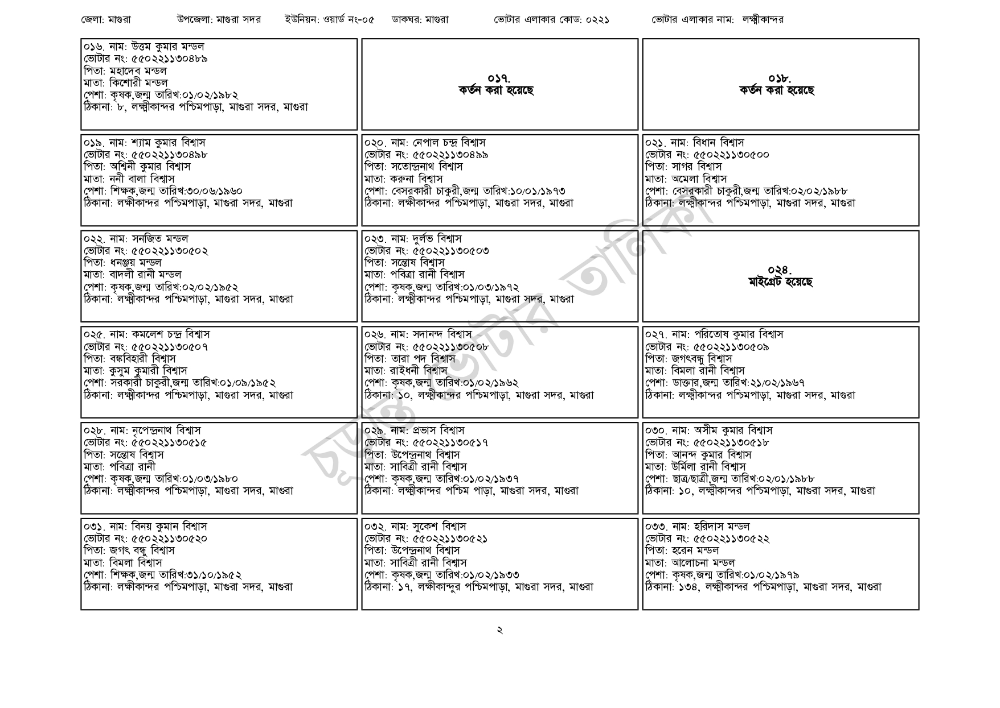 জেলা: মাগুরা উপজেলা: মাগুরা সদর ইউনিয়ন: ওয়ার্ড নং-০৫ ডাকঘর: মাগুরা ভোটার এলাকার কোড: ০২২১ ভোটার এলাকার নাম: লক্ষ্মীকান্দর
০১৬. নাম: উত্তম কুমার মন্ডল
ভোটার নং: ৫৫০২২১১৩০৪৮৯
পিতা: মহাদেব মন্ডল
মাতা: কিশোরী মন্ডল
পেশা: কৃষক,জন্ম তারিখ:০১/০২/১৯৮২
ঠিকানা: ৮, লক্ষ্মীকান্দর পশ্চিমপাড়া, মাগুরা সদর, মাগুরা
০১৭.
কর্তন করা হয়েছে
০১৮.
কর্তন করা হয়েছে
০১৯. নাম: শ্যাম কুমার বিশ্বাস
ভোটার নং: ৫৫০২২১১৩০৪৯৮
পিতা: অশ্বিনী কুমার বিশ্বাস
মাতা: ননী বালা বিশ্বাস
পেশা: শিক্ষক,জন্ম তারিখ:৩০/০৬/১৯৬০
ঠিকানা: লক্ষীকান্দর পশ্চিমপাড়া, মাগুরা সদর, মাগুরা
০২০. নাম: নেপাল চন্দ্র বিশ্বাস
ভোটার নং: ৫৫০২২১১৩০৪৯৯
পিতা: সতোন্দ্রনাথ বিশ্বাস
মাতা: করুনা বিশ্বাস
পেশা: বেসরকারী চাকুরী,জন্ম তারিখ:১০/০১/১৯৭৩
ঠিকানা: লক্ষীকান্দর পশ্চিমপাড়া, মাগুরা সদর, মাগুরা
০২১. নাম: বিধান বিশ্বাস
ভোটার নং: ৫৫০২২১১৩০৫০০
পিতা: সাগর বিশ্বাস
মাতা: অমেলা বিশ্বাস
পেশা: বেসরকারী চাকুরী,জন্ম তারিখ:০২/০২/১৯৮৮
ঠিকানা: লক্ষ্মীকান্দর পশ্চিমপাড়া, মাগুরা সদর, মাগুরা
০২২. নাম: সনজিত মন্ডল
ভোটার নং: ৫৫০২২১১৩০৫০২
পিতা: ধনঞ্জয় মন্ডল
মাতা: বাদলী রানী মন্ডল
পেশা: কৃষক,জন্ম তারিখ:০২/০২/১৯৫২
ঠিকানা: লক্ষ্মীকান্দর পশ্চিমপাড়া, মাগুরা সদর, মাগুরা
০২৩. নাম: দুর্লভ বিশ্বাস
ভোটার নং: ৫৫০২২১১৩০৫০৩
পিতা: সন্তোষ বিশ্বাস
মাতা: পবিত্রা রানী বিশ্বাস
পেশা: কৃষক,জন্ম তারিখ:০১/০৩/১৯৭২
ঠিকানা: লক্ষ্মীকান্দর পশ্চিমপাড়া, মাগুরা সদর, মাগুরা
০২৪.
মাইগ্রেট হয়েছে
০২৫. নাম: কমলেশ চন্দ্র বিশ্বাস
ভোটার নং: ৫৫০২২১১৩০৫০৭
পিতা: বঙ্কবিহারী বিশ্বাস
মাতা: কুসুম কুমারী বিশ্বাস
পেশা: সরকারী চাকুরী,জন্ম তারিখ:০১/০৯/১৯৫২
ঠিকানা: লক্ষ্মীকান্দর পশ্চিমপাড়া, মাগুরা সদর, মাগুরা
০২৬. নাম: সদানন্দ বিশ্বাস
ভোটার নং: ৫৫০২২১১৩০৫০৮
পিতা: তারা পদ বিশ্বাস
মাতা: রাইধনী বিশ্বাস
পেশা: কৃষক,জন্ম তারিখ:০১/০২/১৯৬২
ঠিকানা: ১০, লক্ষ্মীকান্দর পশ্চিমপাড়া, মাগুরা সদর, মাগুরা
০২৭. নাম: পরিতোষ কুমার বিশ্বাস
ভোটার নং: ৫৫০২২১১৩০৫০৯
পিতা: জগৎবন্ধু বিশ্বাস
মাতা: বিমলা রানী বিশ্বাস
পেশা: ডাক্তার,জন্ম তারিখ:২১/০২/১৯৬৭
ঠিকানা: লক্ষ্মীকান্দর পশ্চিমপাড়া, মাগুরা সদর, মাগুরা
০২৮. নাম: নৃপেন্দ্রনাথ বিশ্বাস
ভোটার নং: ৫৫০২২১১৩০৫১৫
পিতা: সন্তোষ বিশ্বাস
মাতা: পবিত্রা রানী
পেশা: কৃষক,জন্ম তারিখ:০১/০৩/১৯৮০
ঠিকানা: লক্ষ্মীকান্দর পশ্চিমপাড়া, মাগুরা সদর, মাগুরা
০২৯. নাম: প্রভাস বিশ্বাস
ভোটার নং: ৫৫০২২১১৩০৫১৭
পিতা: উপেন্দ্রনাথ বিশ্বাস
মাতা: সাবিত্রী রানী বিশ্বাস
পেশা: কৃষক,জন্ম তারিখ:০১/০২/১৯৩৭
ঠিকানা: লক্ষ্মীকান্দর পশ্চিম পাড়া, মাগুরা সদর, মাগুরা
০৩০. নাম: অসীম কুমার বিশ্বাস
ভোটার নং: ৫৫০২২১১৩০৫১৮
পিতা: আনন্দ কুমার বিশ্বাস
মাতা: উর্মিলা রানী বিশ্বাস
পেশা: ছাত্র/ছাত্রী,জন্ম তারিখ:০২/০১/১৯৮৮
ঠিকানা: ১০, লক্ষ্মীকান্দর পশ্চিমপাড়া, মাগুরা সদর, মাগুরা
০৩১. নাম: বিনয় কুমান বিশ্বাস
ভোটার নং: ৫৫০২২১১৩০৫২০
পিতা: জগৎ বন্ধু বিশ্বাস
মাতা: বিমলা বিশ্বাস
পেশা: শিক্ষক,জন্ম তারিখ:৩১/১০/১৯৫২
ঠিকানা: লক্ষীকান্দর পশ্চিমপাড়া, মাগুরা সদর, মাগুরা
০৩২. নাম: সুকেশ বিশ্বাস
ভোটার নং: ৫৫০২২১১৩০৫২১
পিতা: উপেন্দ্রনাথ বিশ্বাস
মাতা: সাবিত্রী রানী বিশ্বাস
পেশা: কৃষক,জন্ম তারিখ:০১/০২/১৯৩৩
ঠিকানা: ১৭, লক্ষীকান্দুর পশ্চিমপাড়া, মাগুরা সদর, মাগুরা
০৩৩. নাম: হরিদাস মন্ডল
ভোটার নং: ৫৫০২২১১৩০৫২২
পিতা: হরেন মন্ডল
মাতা: আলোচনা মন্ডল
পেশা: কৃষক,জন্ম তারিখ:০১/০২/১৯৭৯
ঠিকানা: ১৩৪, লক্ষ্মীকান্দর পশ্চিমপাড়া, মাগুরা সদর, মাগুরা
চূড়ান্ত ভোটার তালিকা
২